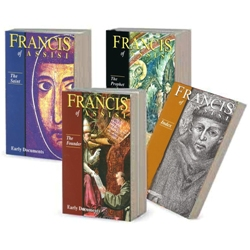 FRANCIS
of ASSISI
The
Saint
Early Documents
FRANCIS
of ASSISI
The
Prophet
FRANCIS
of ASSISI
The
Founder
Early Documents
FRANCIS
of ASSISI
Index